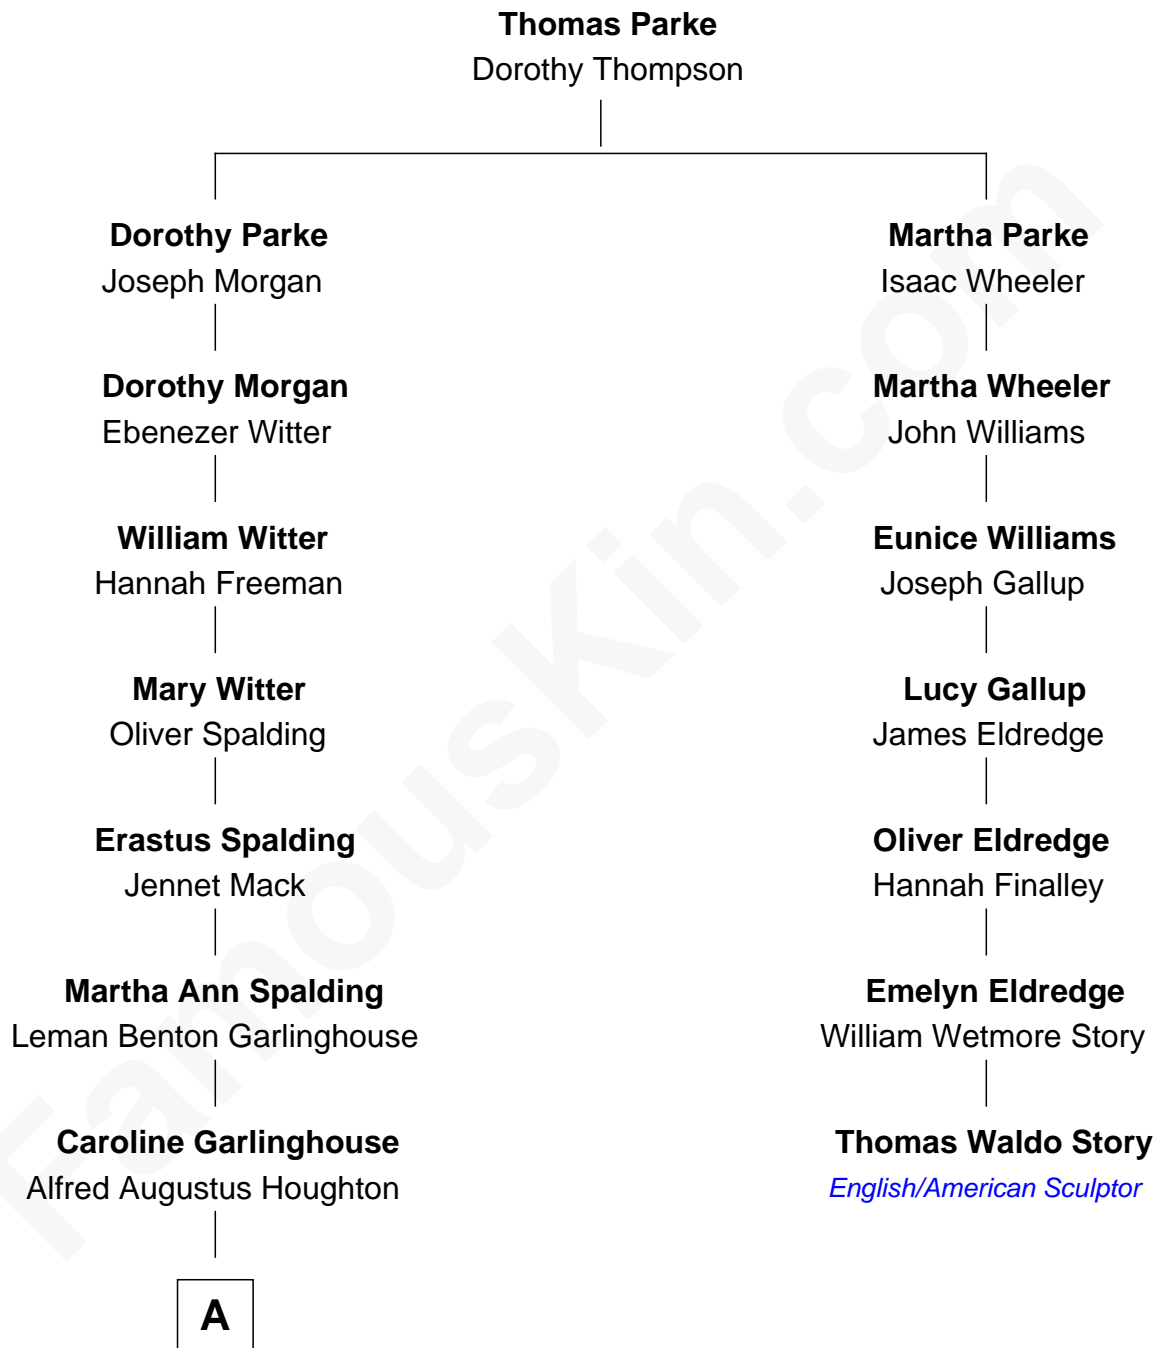 Thomas Parke
Dorothy Thompson
Dorothy Parke
Joseph Morgan
Martha Parke
Isaac Wheeler
Dorothy Morgan
Ebenezer Witter
Martha Wheeler
John Williams
William Witter
Hannah Freeman
Eunice Williams
Joseph Gallup
Mary Witter
Oliver Spalding
Lucy Gallup
James Eldredge
Erastus Spalding
Jennet Mack
Oliver Eldredge
Hannah Finalley
Martha Ann Spalding
Leman Benton Garlinghouse
Emelyn Eldredge
William Wetmore Story
Caroline Garlinghouse
Alfred Augustus Houghton
Thomas Waldo Story
English/American Sculptor
A
FamousKin.com